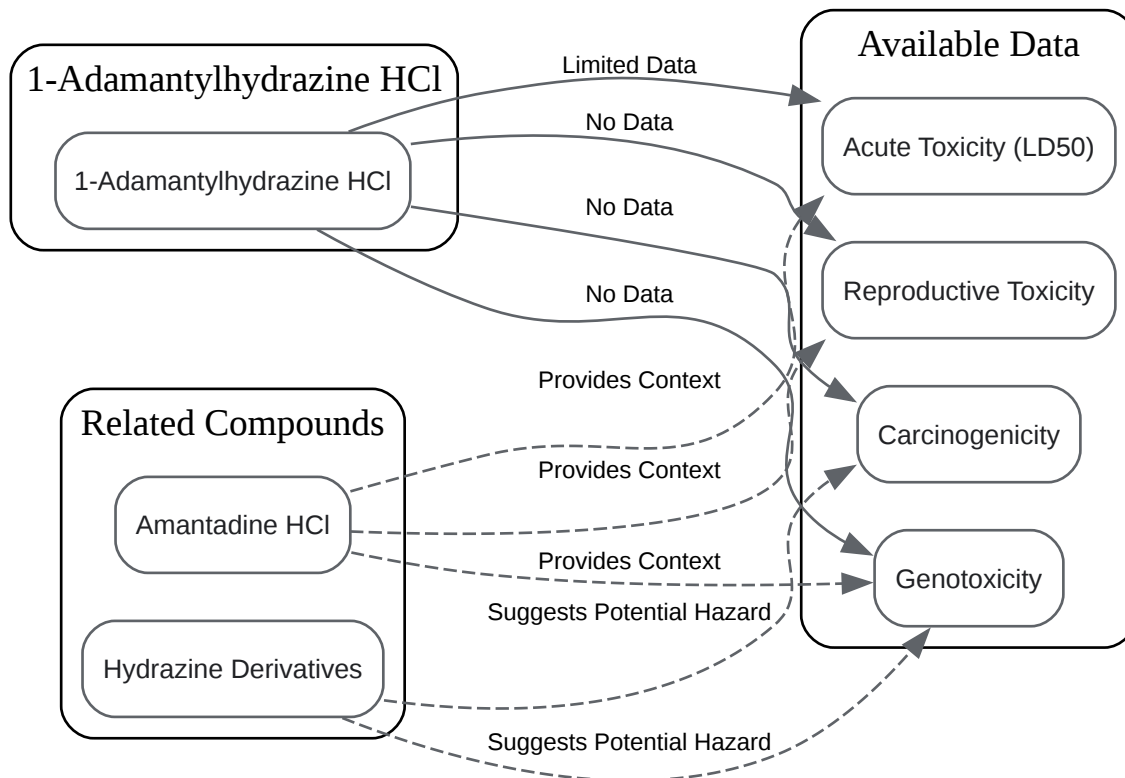 1-Adamantylhydrazine HCl
1-Adamantylhydrazine HCl
Limited Data
No Data
No Data
No Data
Available Data
Acute Toxicity (LD50)
Reproductive Toxicity
Carcinogenicity
Genotoxicity
Related Compounds
Amantadine HCl
Hydrazine Derivatives
Provides Context
Provides Context
Provides Context
Suggests Potential Hazard
Suggests Potential Hazard